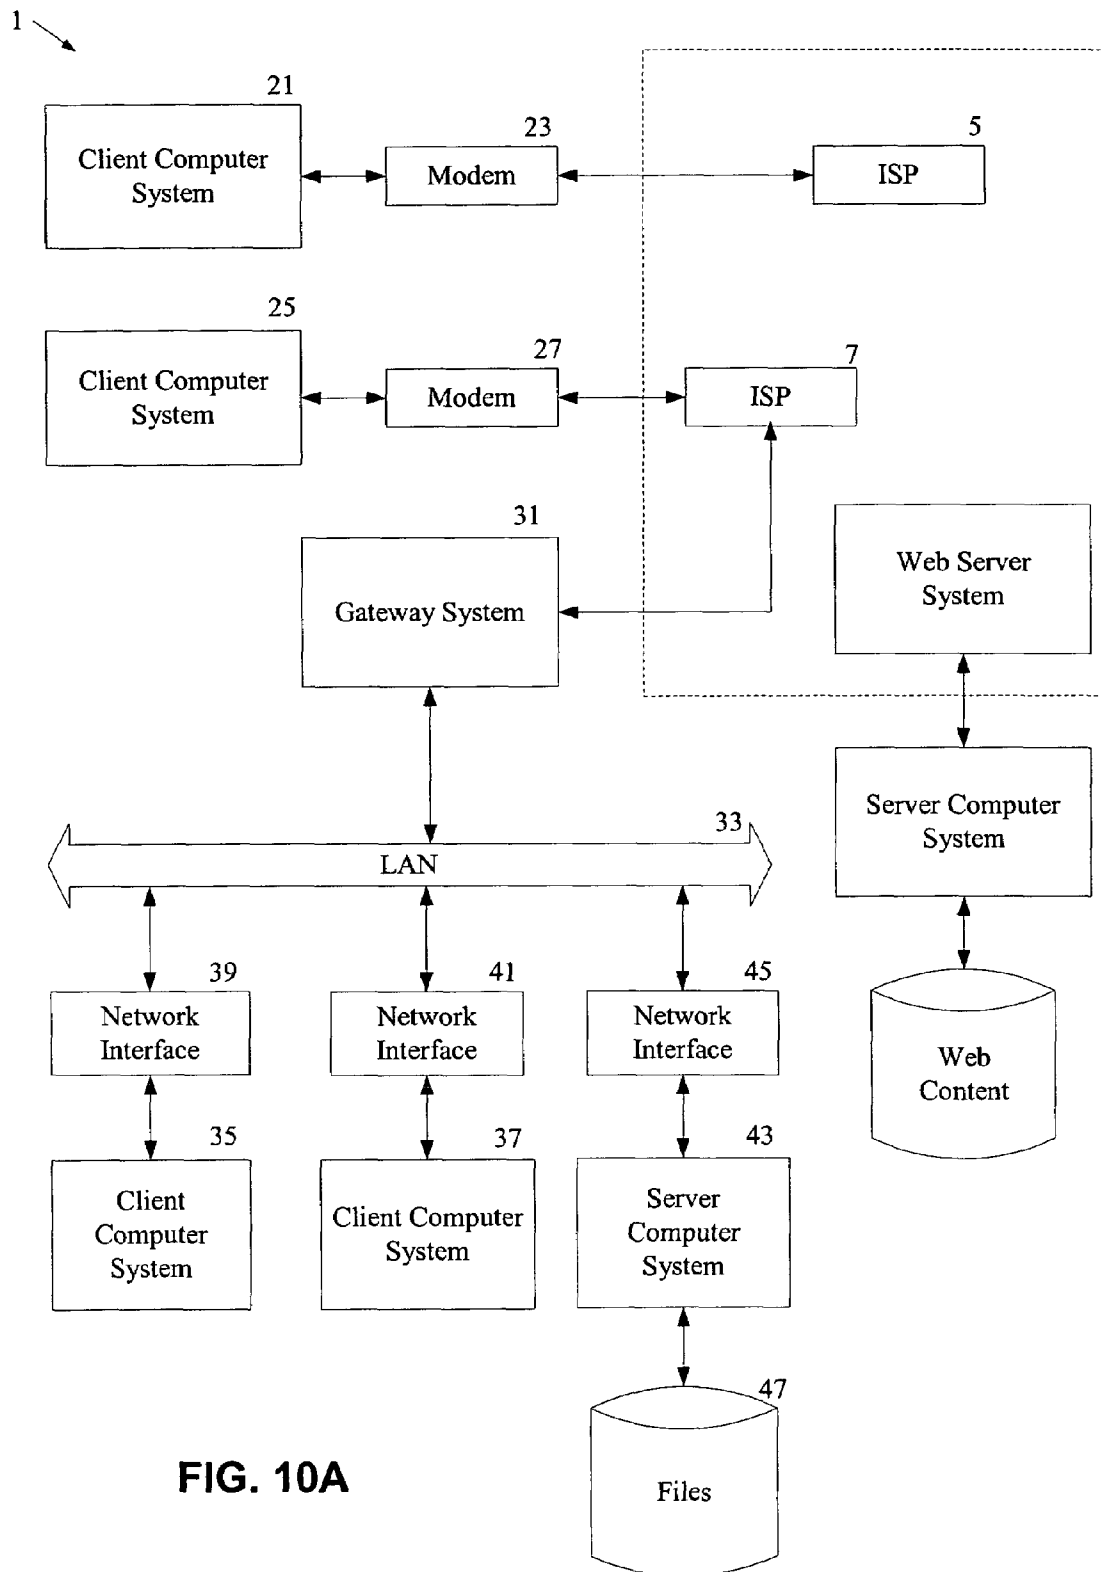 1
21
Client Computer
System
23
Modem
5
ISP
25
Client Computer
System
27
Modem
7
ISP
31
Gateway System
Web Server
System
Server Computer
System
33
LAN
39
Network
Interface
41
Network
Interface
45
Network
Interface
Web
Content
35
Client
Computer
System
37
Client Computer
System
43
Server
Computer
System
47
Files
FIG. 10A